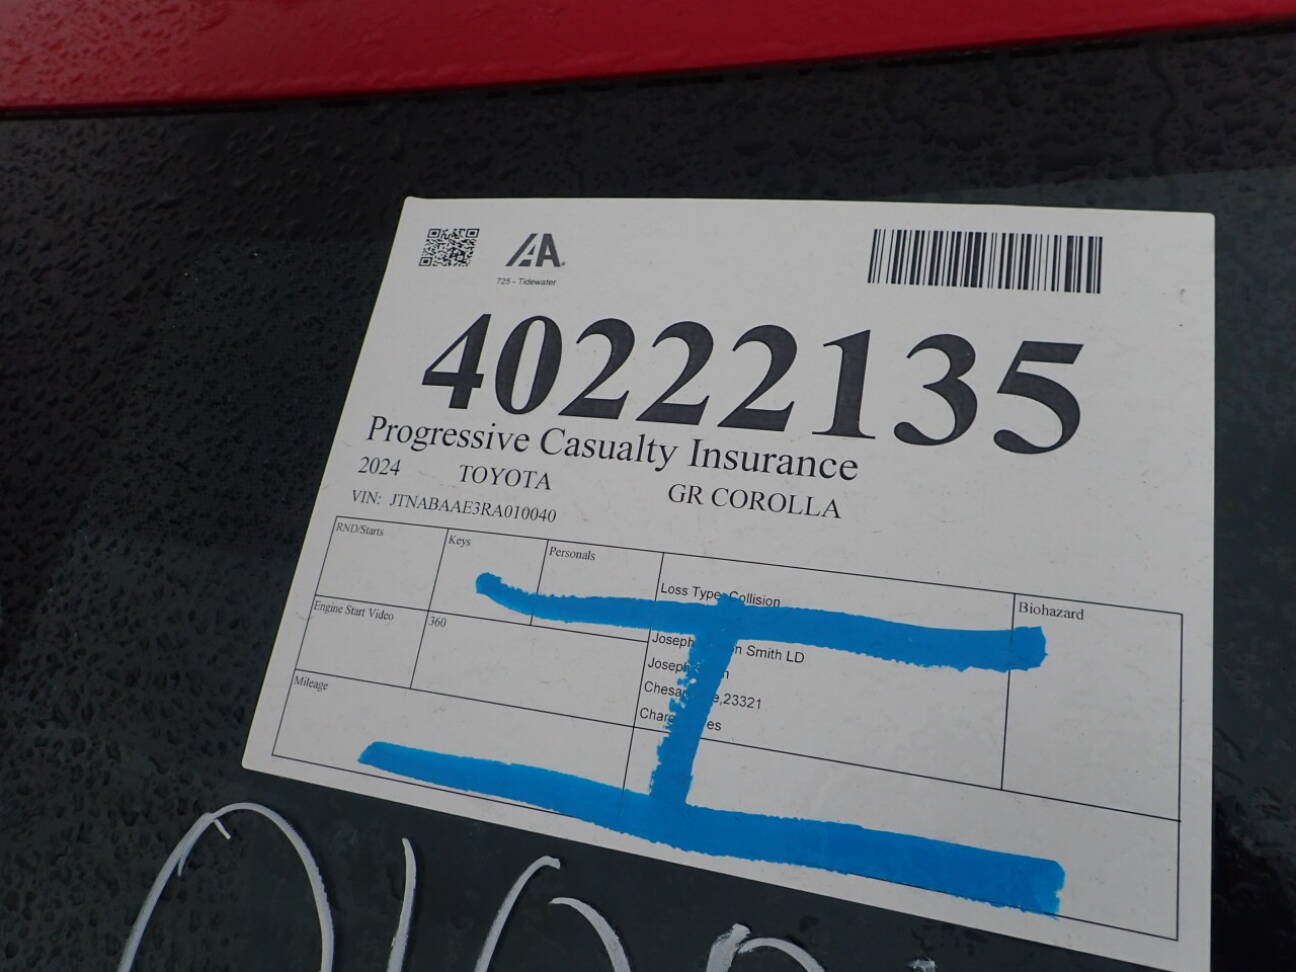 IAA
725 - Tidewater
40222135
Progressive Casualty Insurance
2024 TOYOTA GR COROLLA
VIN: JTNABAAE3RA010040
RND/Starts Keys Personals
Loss Type: Collision
Biohazard
Engine Start Video 360
Smith LD
Joseph
,23321
Mileage